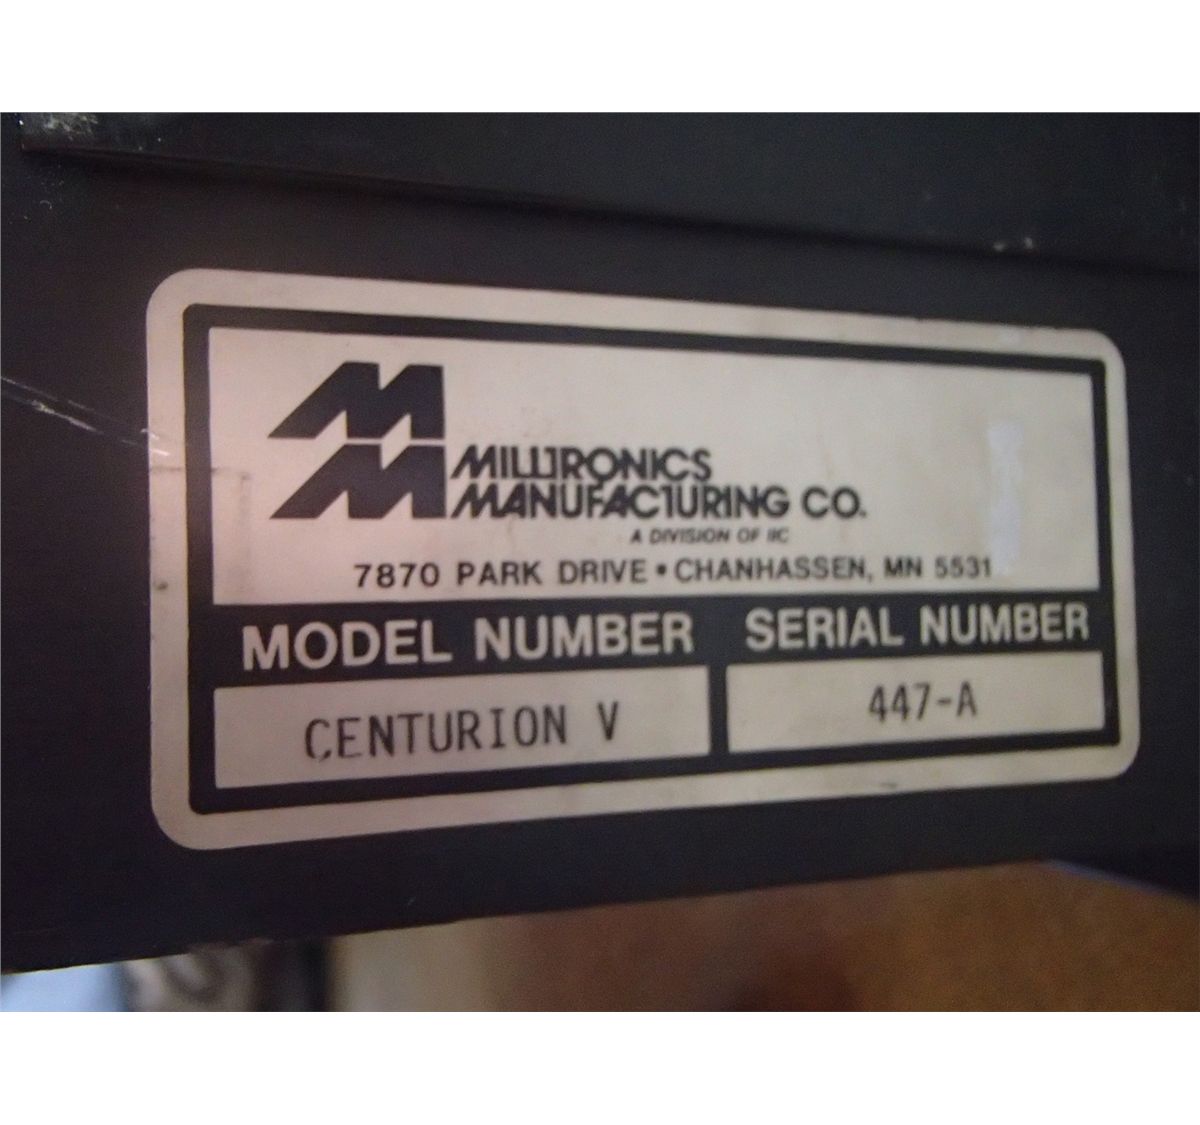 MILLTRONICS
MANUFACTURING CO.
A DIVISION OF IIC
7870 PARK DRIVE • CHANHASSEN, MN 5531
MODEL NUMBER SERIAL NUMBER
CENTURION V 447-A